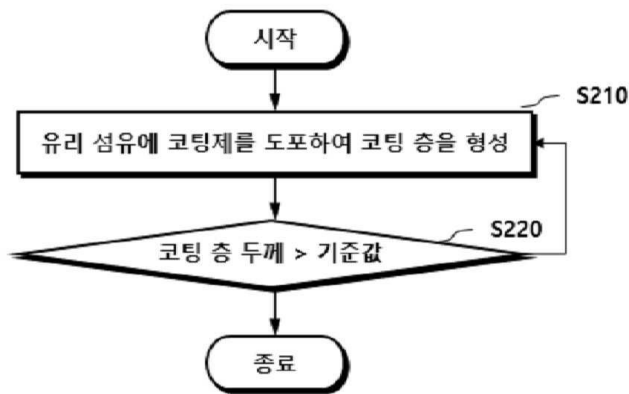 시작
S210
유리 섬유에 코팅제를 도포하여 코팅 층을 형성
S220
코팅 층 두께 > 기준값
종료